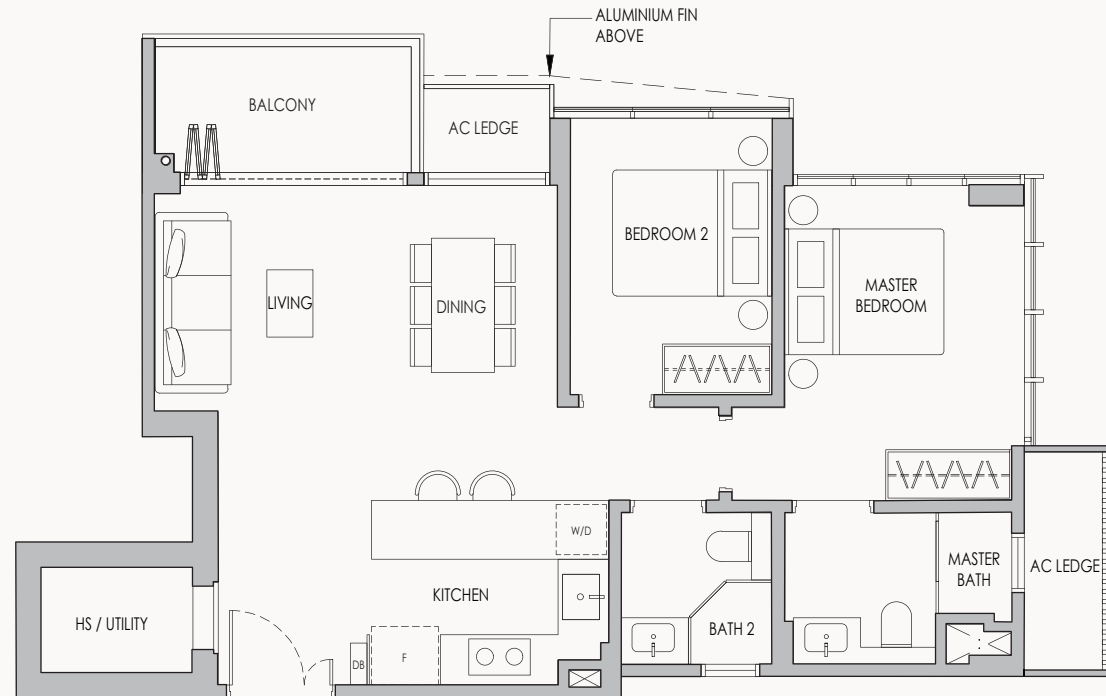 ALUMINIUM FIN
ABOVE
BALCONY
AC LEDGE
BEDROOM 2
MASTER
BEDROOM
LIVING
DINING
W/D
KITCHEN
MASTER
BATH
AC LEDGE
HS / UTILITY
BATH 2
DB
F